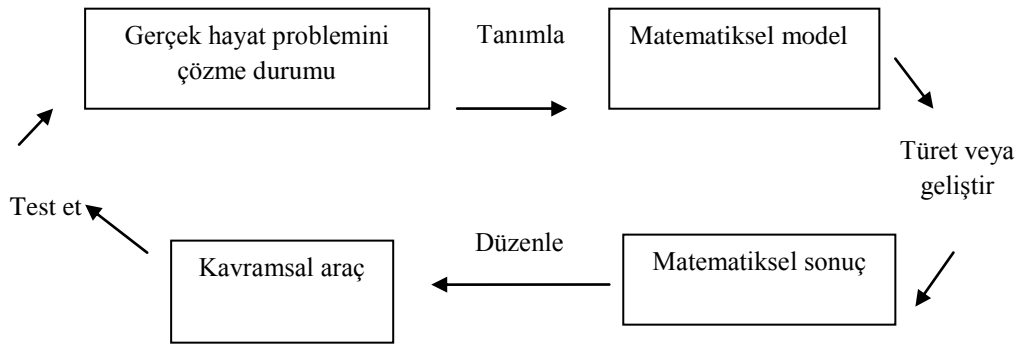 Gerçek hayat problemini
çözme durumu
Tanımla
Matematiksel model
Türet veya
geliştir
Test et
Düzenle
Kavramsal araç
Matematiksel sonuç